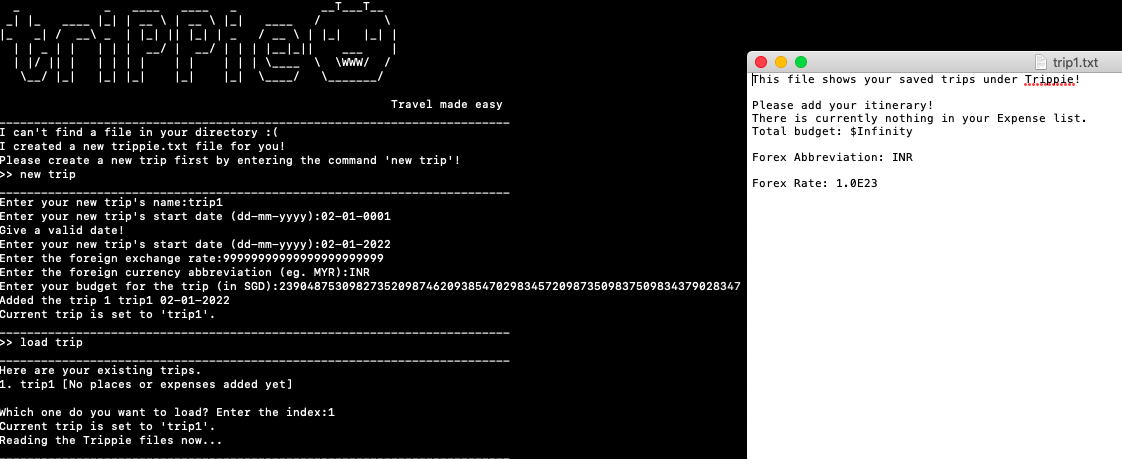 trippie
Travel made easy
I can't find a file in your directory :(
I created a new trippie.txt file for you!
Please create a new trip first by entering the command 'new trip'!
>> new trip
Enter your new trip's name:trip1
Enter your new trip's start date (dd-mm-yyyy):02-01-0001
Give a valid date!
Enter your new trip's start date (dd-mm-yyyy):02-01-2022
Enter the foreign exchange rate:99999999999999999999999
Enter the foreign currency abbreviation (eg. MYR):INR
Enter your budget for the trip (in SGD):239048753098273520987462093854702983457209873509837509834379028347
Added the trip 1 trip1 02-01-2022
Current trip is set to 'trip1'.
>> load trip
Here are your existing trips.
1. trip1 [No places or expenses added yet]
Which one do you want to load? Enter the index:1
Current trip is set to 'trip1'.
Reading the Trippie files now...
trip1.txt
This file shows your saved trips under Trippie!
Please add your itinerary!
There is currently nothing in your Expense list.
Total budget: $Infinity
Forex Abbreviation: INR
Forex Rate: 1.0E23